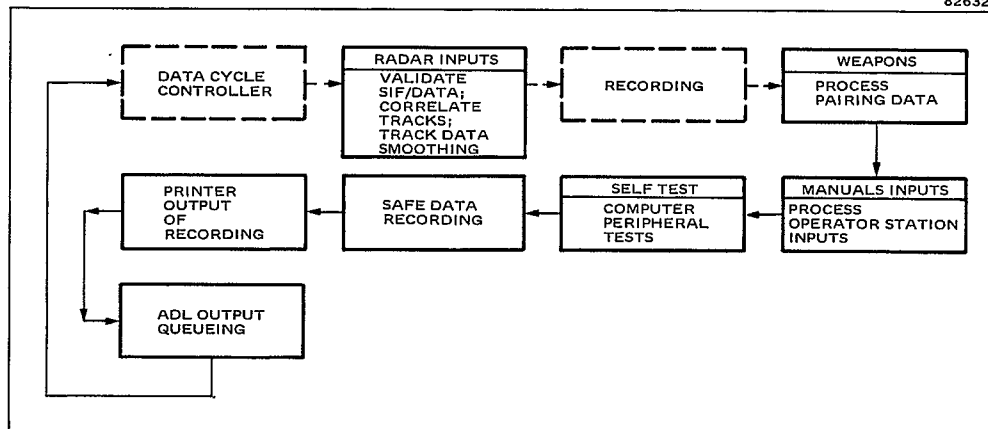 82632
DATA CYCLE
CONTROLLER
RADAR INPUTS
VALIDATE
SIF/DATA;
CORRELATE
TRACKS;
TRACK DATA
SMOOTHING
RECORDING
WEAPONS
PROCESS
PAIRING DATA
PRINTER
OUTPUT
OF
RECORDING
SAFE DATA
RECORDING
SELF TEST
COMPUTER
PERIPHERAL
TESTS
MANUALS INPUTS
PROCESS
OPERATOR STATION
INPUTS
ADL OUTPUT
QUEUEING